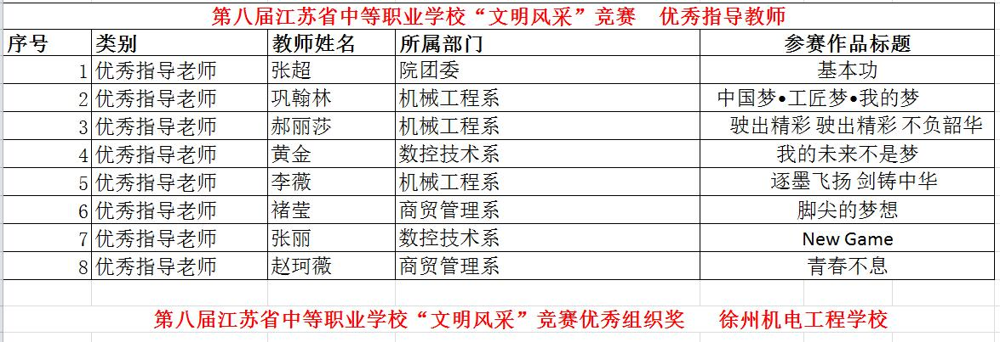 第八届江苏省中等职业学校“文明风采”竞赛 优秀指导教师
序号 类别 教师姓名 所属部门 参赛作品标题
1 优秀指导老师 张超 院团委 基本功
2 优秀指导老师 巩翰林 机械工程系 中国梦•工匠梦•我的梦
3 优秀指导老师 郝丽莎 机械工程系 驶出精彩 驶出精彩 不负韶华
4 优秀指导老师 黄金 数控技术系 我的未来不是梦
5 优秀指导老师 李薇 机械工程系 逐墨飞扬 剑铸中华
6 优秀指导老师 褚莹 商贸管理系 脚尖的梦想
7 优秀指导老师 张丽 数控技术系 New Game
8 优秀指导老师 赵珂薇 商贸管理系 青春不息
第八届江苏省中等职业学校“文明风采”竞赛优秀组织奖 徐州机电工程学校